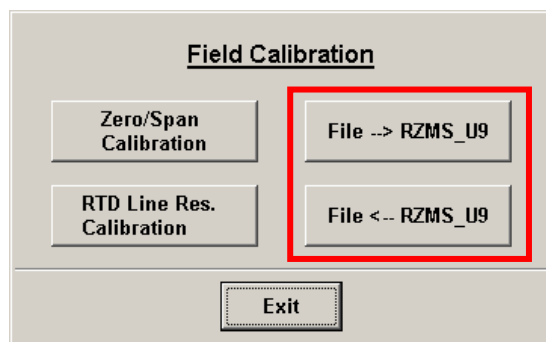 Field Calibration
Zero/Span
Calibration
File --> RZMS_U9
RTD Line Res.
Calibration
File <-- RZMS_U9
Exit